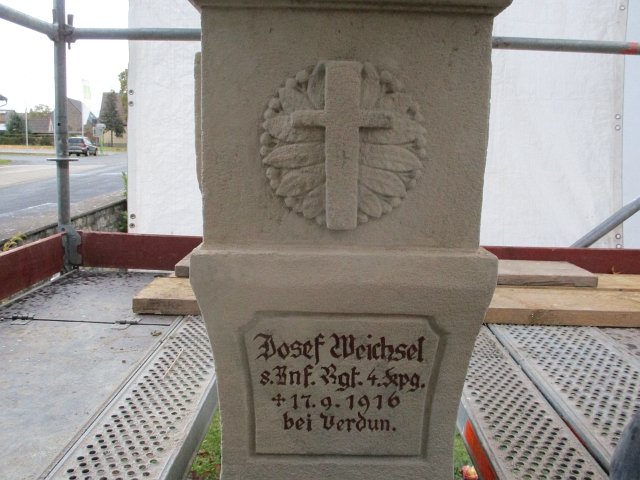 Josef Weichsel
8. Inf. Rgt. 4. Kpg.
+ 17. 9. 1916
bei Verdun.